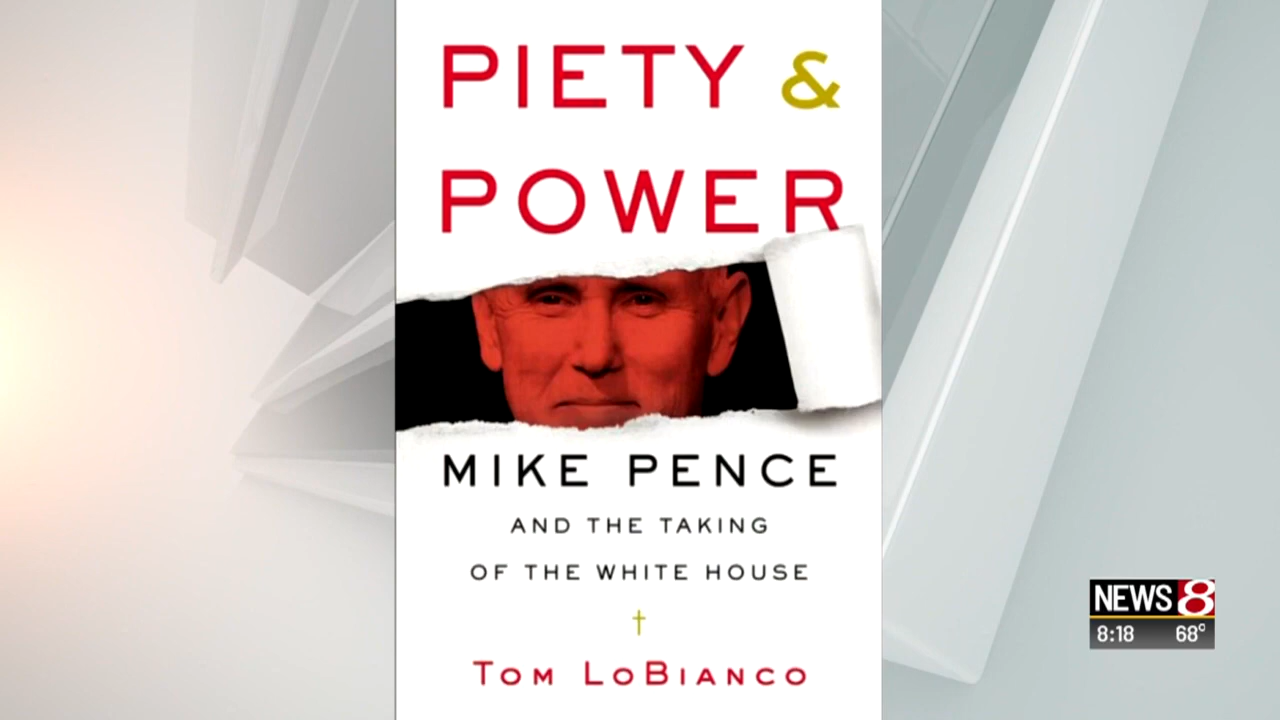 PIETY &
POWER
MIKE PENCE
AND THE TAKING
OF THE WHITE HOUSE
TOM LOBIANCO
NEWS 8
8:18 68°